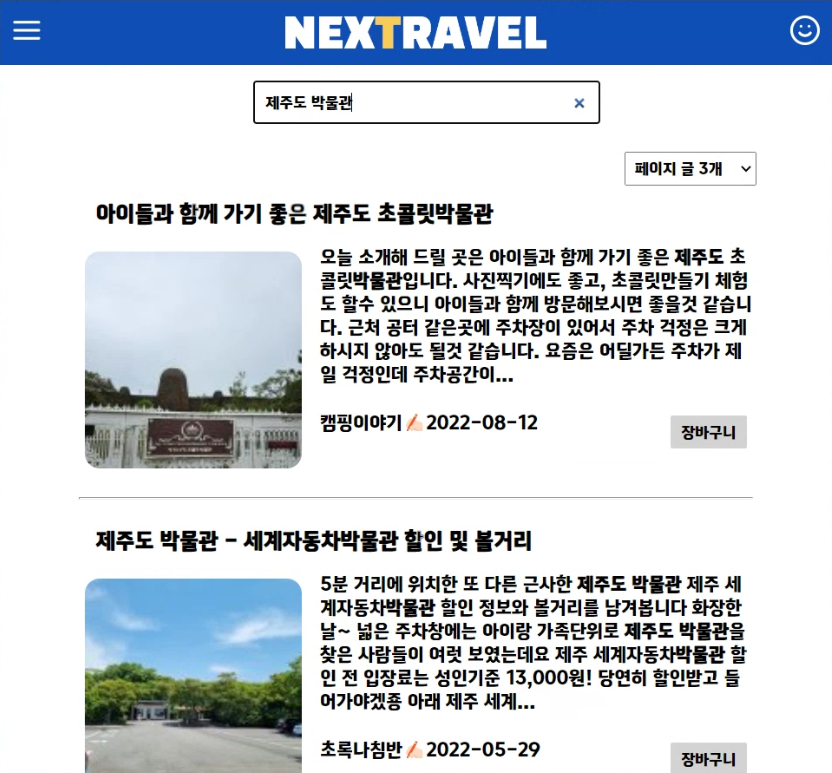 NEXTRAVEL
제주도 박물관
×
페이지 글 3개
아이들과 함께 가기 좋은 제주도 초콜릿박물관
오늘 소개해 드릴 곳은 아이들과 함께 가기 좋은 제주도 초
콜릿박물관입니다. 사진찍기에도 좋고, 초콜릿만들기 체험
도 할수 있으니 아이들과 함께 방문해보시면 좋을것 같습니
다. 근처 공터 같은곳에 주차장이 있어서 주차 걱정은 크게
하시지 않아도 될것 같습니다. 요즘은 어딜가든 주차가 제
일 걱정인데 주차공간이...
캠핑이야기✍🏻2022-08-12
장바구니
제주도 박물관 - 세계자동차박물관 할인 및 볼거리
5분 거리에 위치한 또 다른 근사한 제주도 박물관 제주 세
계자동차박물관 할인 정보와 볼거리를 남겨봅니다 화장한
날~ 넓은 주차창에는 아이랑 가족단위로 제주도 박물관을
찾은 사람들이 여럿 보였는데요 제주 세계자동차박물관 할
인 전 입장료는 성인기준 13,000원! 당연히 할인받고 들
어가야겠죵 아래 제주 세계...
초록나침반✍🏻2022-05-29
장바구니